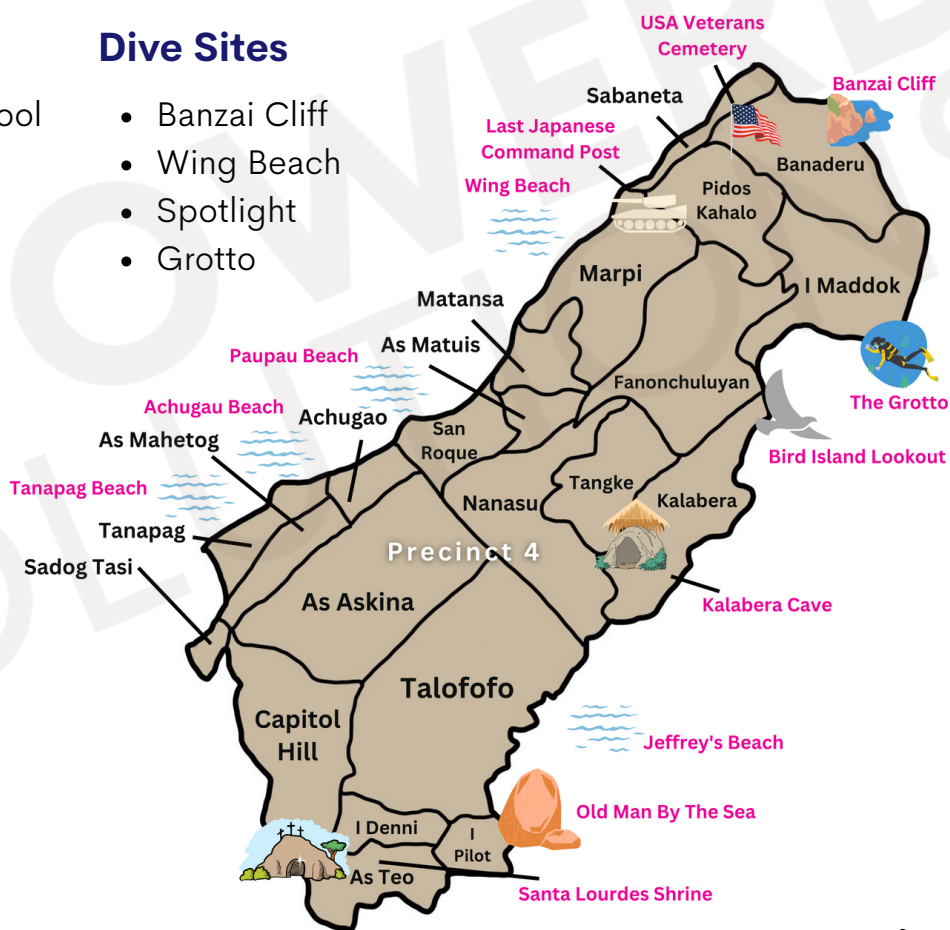 Dive Sites
ool
• Banzai Cliff
• Wing Beach
• Spotlight
• Grotto
USA Veterans
Cemetery
Banzai Cliff
Sabaneta
Last Japanese
Command Post
Banaderu
Wing Beach
Pidos
Kahalo
Marpi
I Maddok
Matansa
As Matuis
Paupau Beach
Fanonchuluyan
The Grotto
Achugau Beach
Achugao
San
Roque
As Mahetog
Bird Island Lookout
Tanapag Beach
Tangke
Nanasu
Kalabera
Tanapag
Precinct 4
Sadog Tasi
As Askina
Kalabera Cave
Talofofo
Capitol
Hill
Jeffrey's Beach
Old Man By The Sea
I Denni
I
Pilot
As Teo
Santa Lourdes Shrine